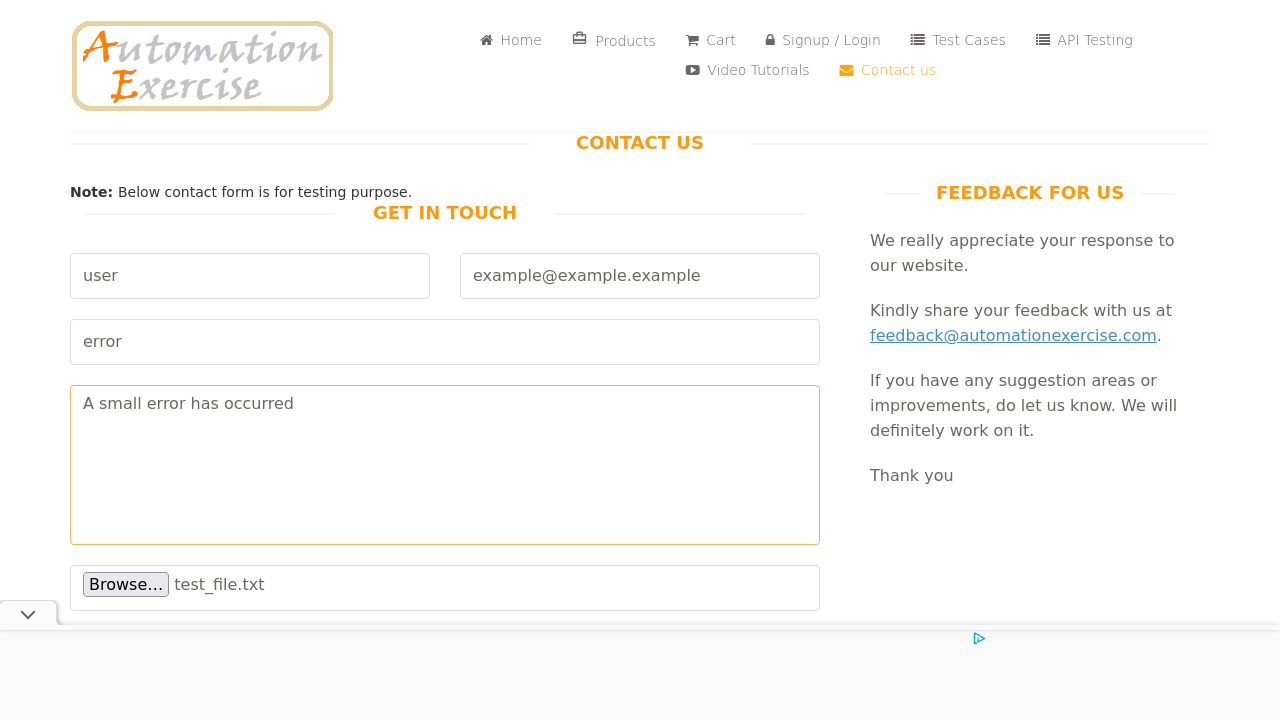 Automation
Exercise
Home
Products
Cart
Signup / Login
Test Cases
API Testing
Video Tutorials
Contact us
CONTACT US
Note: Below contact form is for testing purpose.
GET IN TOUCH
user
example@example.example
error
A small error has occurred
Browse... test_file.txt
FEEDBACK FOR US
We really appreciate your response to
our website.
Kindly share your feedback with us at
feedback@automationexercise.com.
If you have any suggestion areas or
improvements, do let us know. We will
definitely work on it.
Thank you